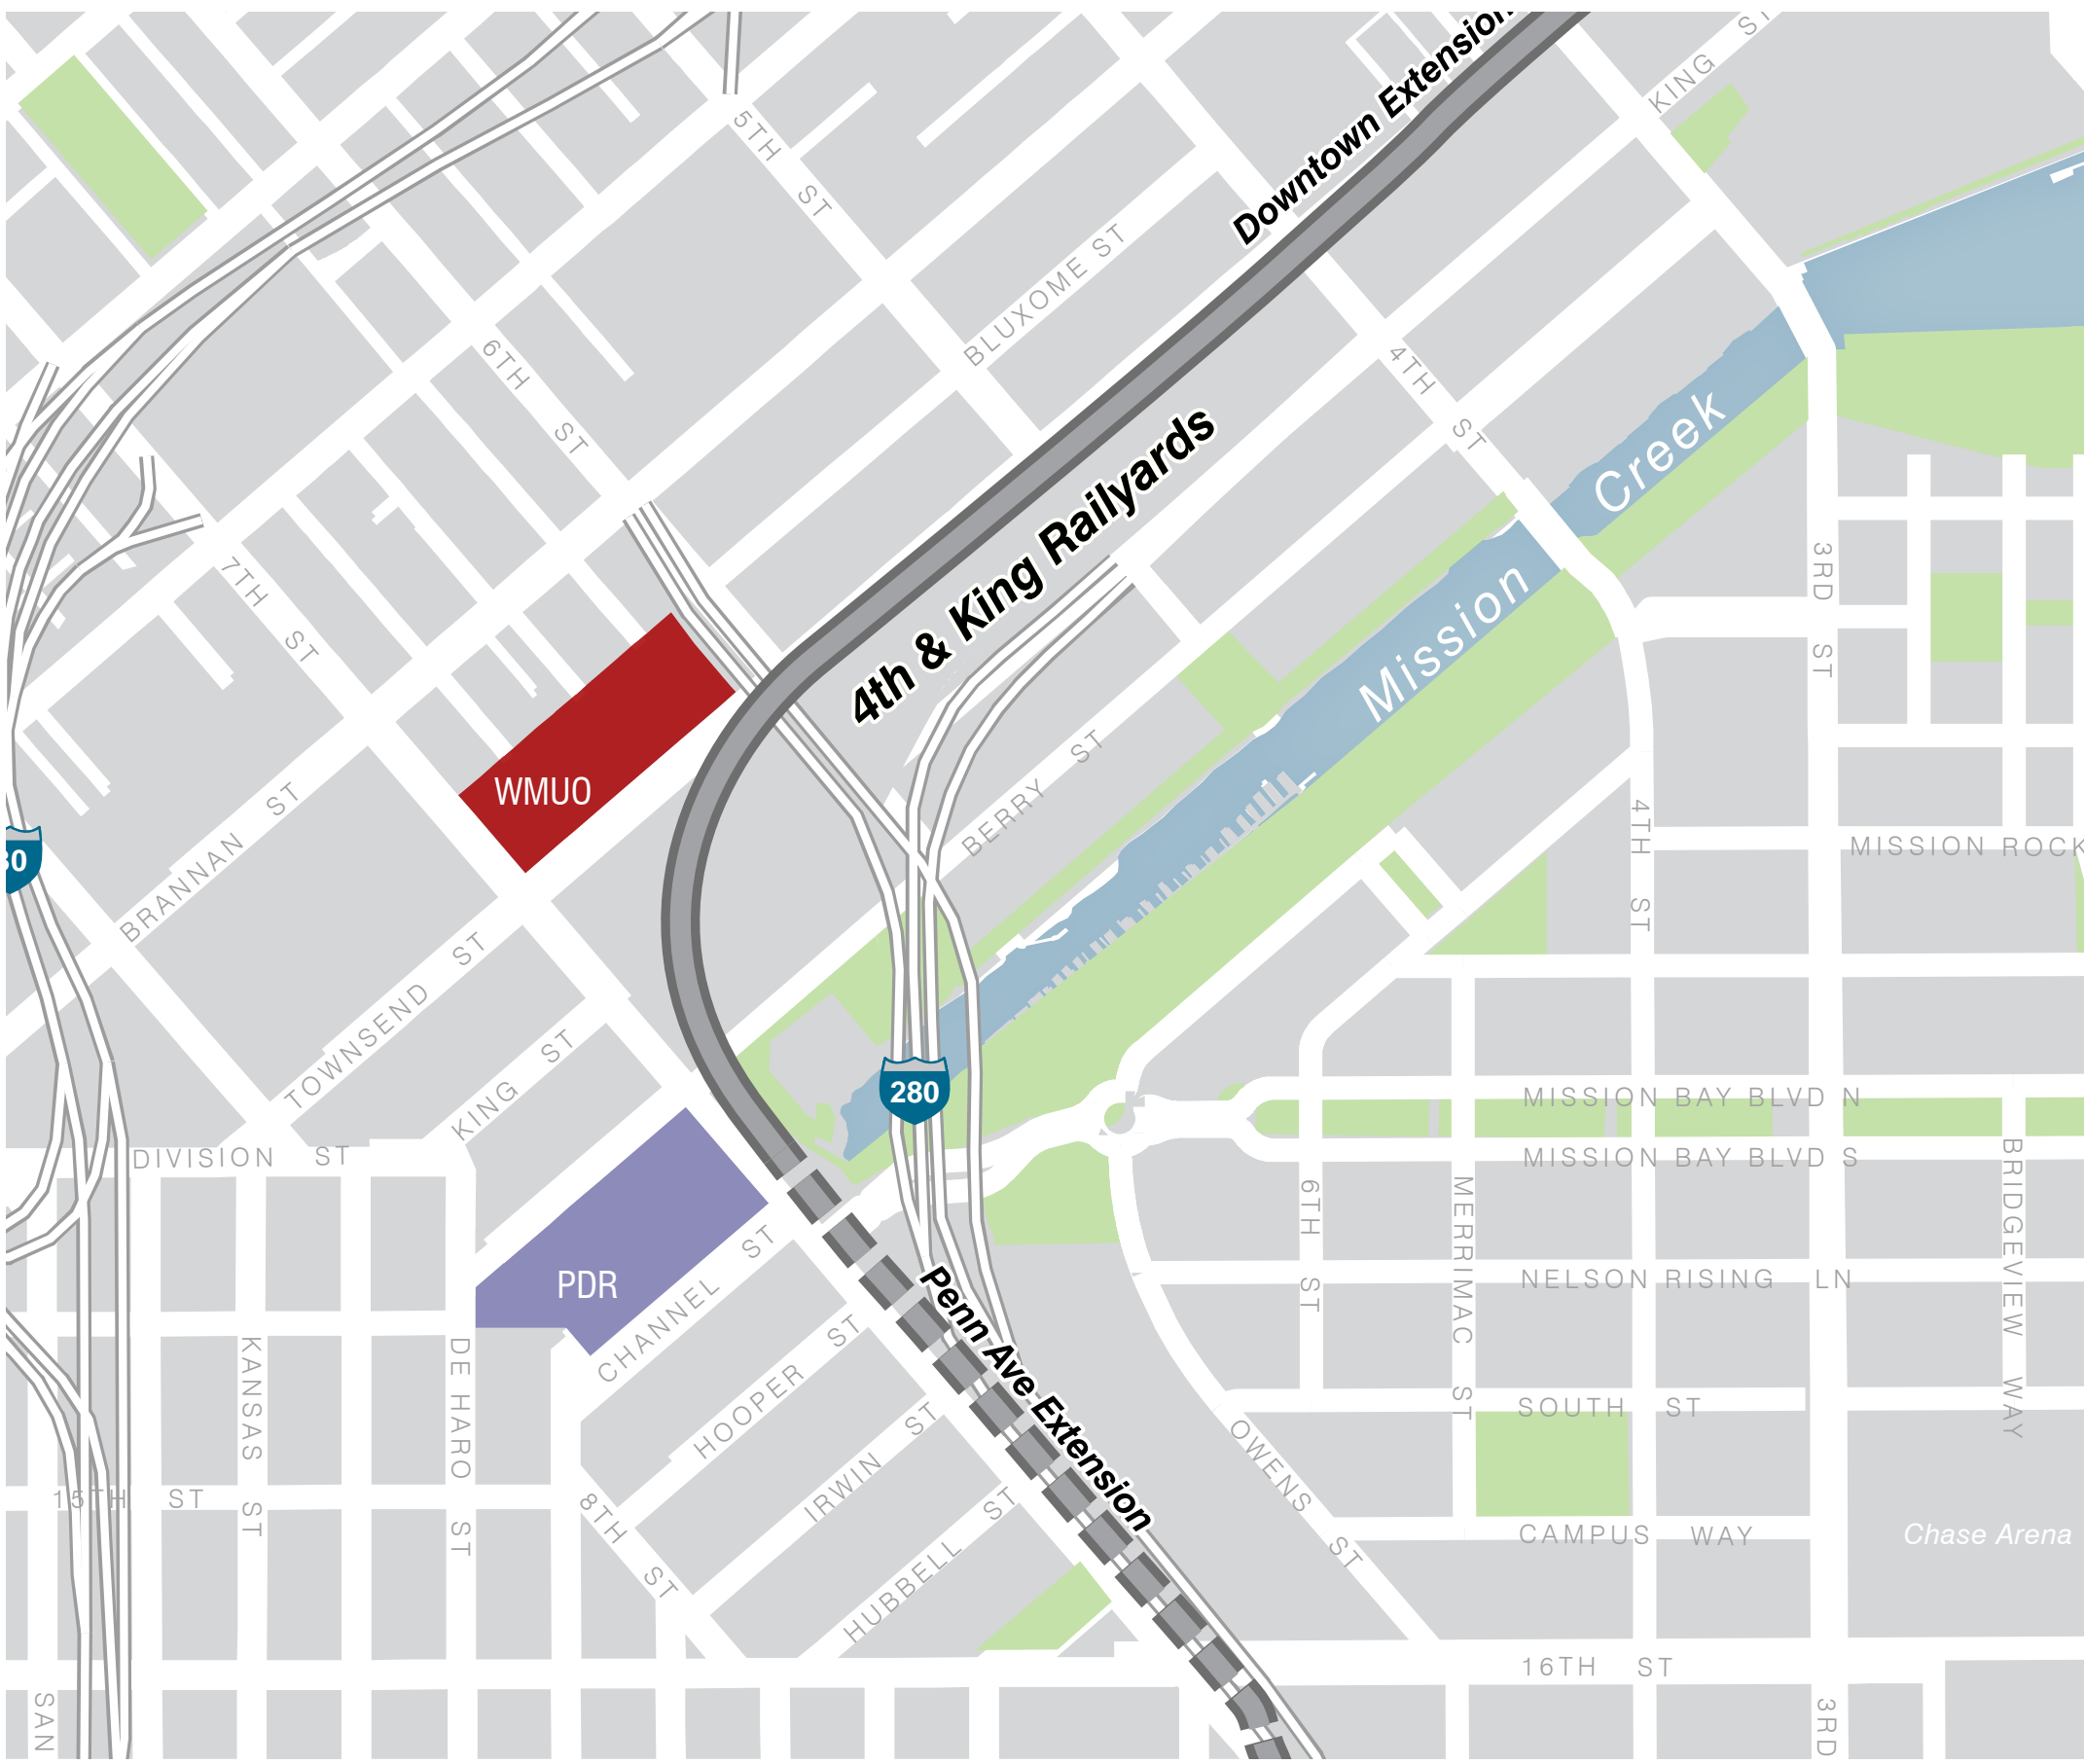 KING ST
Downtown Extension
5TH ST
BLUXOME ST
6TH ST
4TH ST
Creek
4th & King Railyards
3RD ST
7TH ST
Mission
WMUO
BERRY ST
BRANNAN ST
4TH ST
MISSION ROCK
80
TOWNSEND ST
KING ST
280
MISSION BAY BLVD N
DIVISION ST
MISSION BAY BLVD S
BRIDGEVIEW WAY
6TH ST
MERRIMAC ST
CHANNEL ST
PDR
NELSON RISING LN
Penn Ave Extension
HOOPER ST
KANSAS ST
DE HARO ST
SOUTH ST
IRWIN ST
OWENS ST
15TH ST
8TH ST
HUBBELL ST
CAMPUS WAY
Chase Arena
16TH ST
SAN
3RD